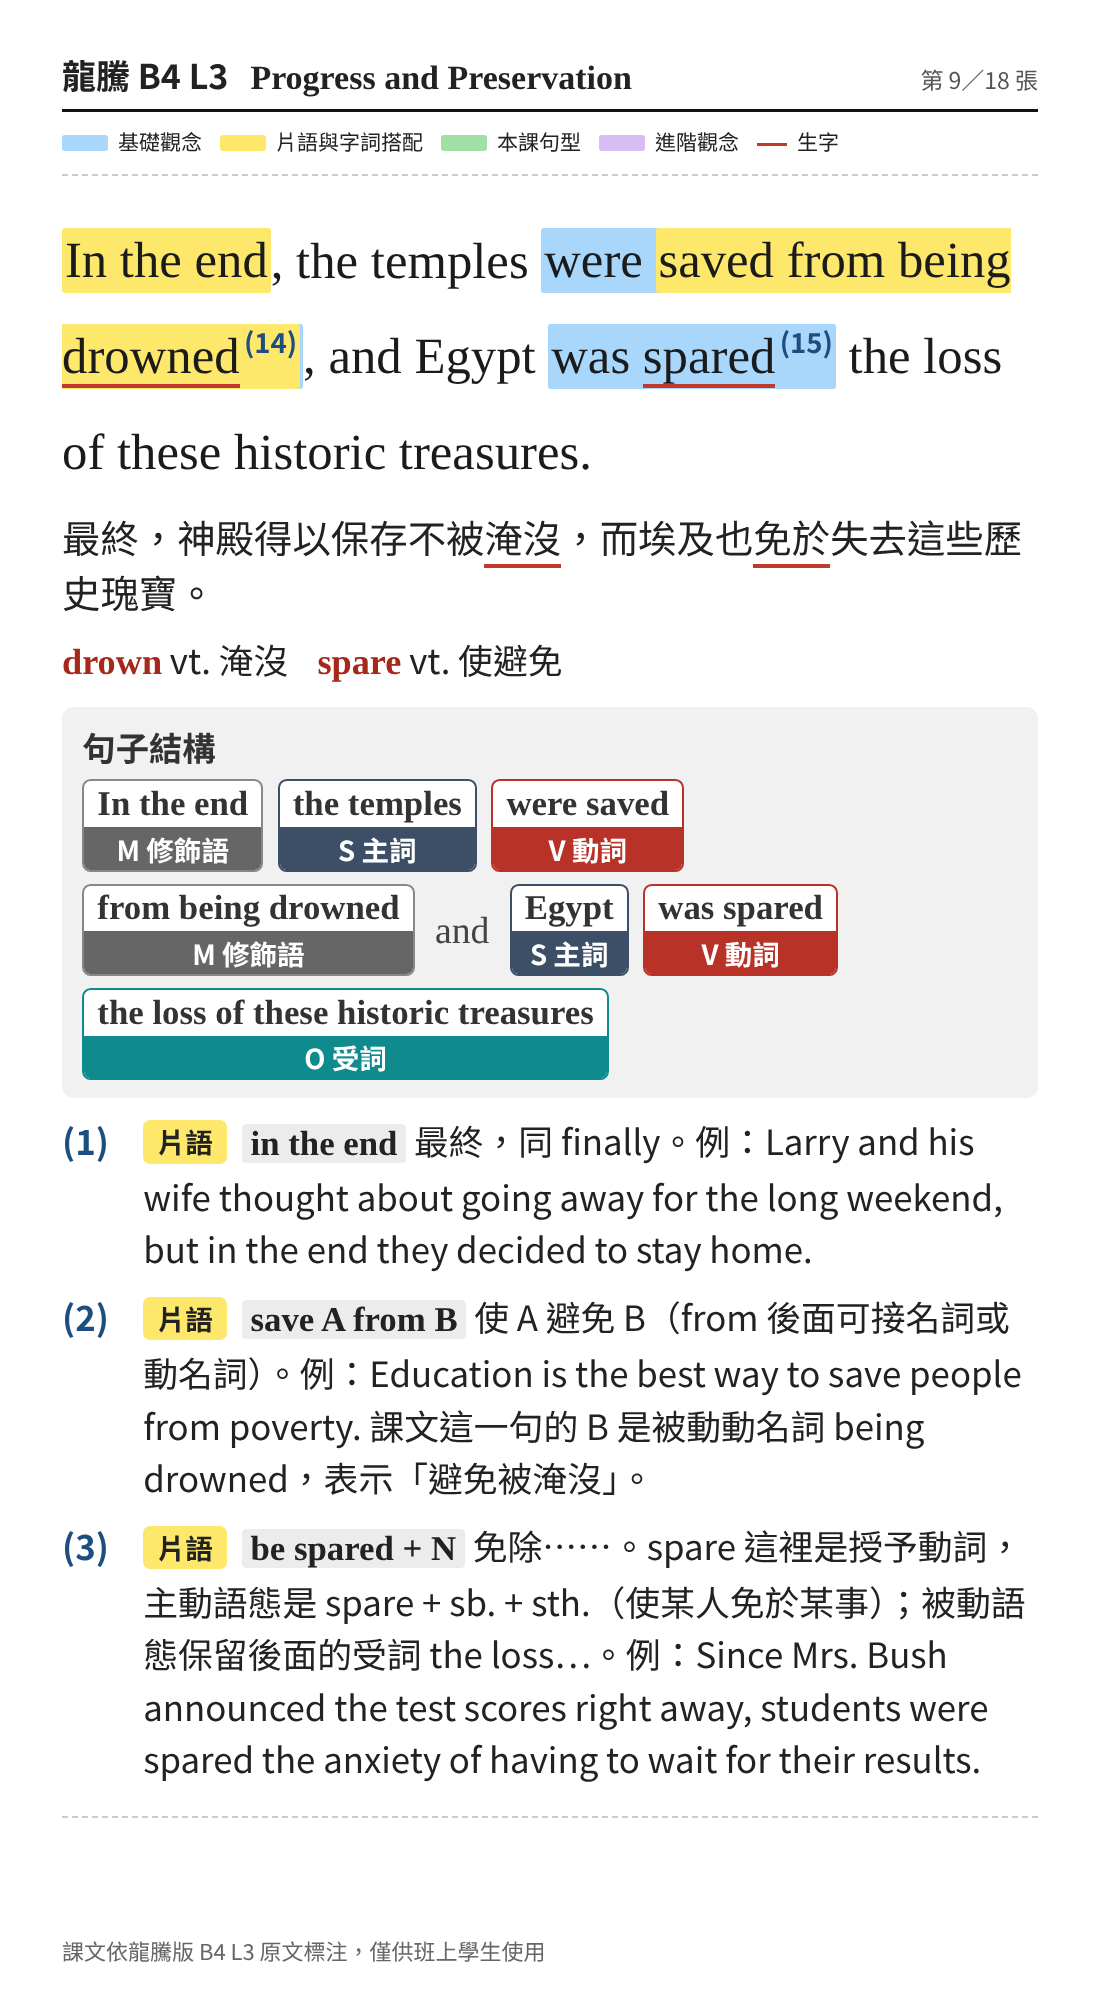 龍騰 B4 L3 Progress and Preservation 第 9／18 張
基礎觀念 片語與字詞搭配 本課句型 進階觀念 生字
In the end, the temples were saved from being
drowned(14), and Egypt was spared(15) the loss
of these historic treasures.
最終，神殿得以保存不被淹沒，而埃及也免於失去這些歷
史瑰寶。
drown vt. 淹沒 spare vt. 使避免
句子結構
In the end the temples were saved
M 修飾語 S 主詞 V 動詞
from being drowned and Egypt was spared
M 修飾語 S 主詞 V 動詞
the loss of these historic treasures
O 受詞
(1) 片語 in the end 最終，同 finally。例：Larry and his
wife thought about going away for the long weekend,
but in the end they decided to stay home.
(2) 片語 save A from B 使 A 避免 B（from 後面可接名詞或
動名詞）。例：Education is the best way to save people
from poverty. 課文這一句的 B 是被動動名詞 being
drowned，表示「避免被淹沒」。
(3) 片語 be spared + N 免除……。spare 這裡是授予動詞，
主動語態是 spare + sb. + sth.（使某人免於某事）；被動語
態保留後面的受詞 the loss…。例：Since Mrs. Bush
announced the test scores right away, students were
spared the anxiety of having to wait for their results.
課文依龍騰版 B4 L3 原文標注，僅供班上學生使用